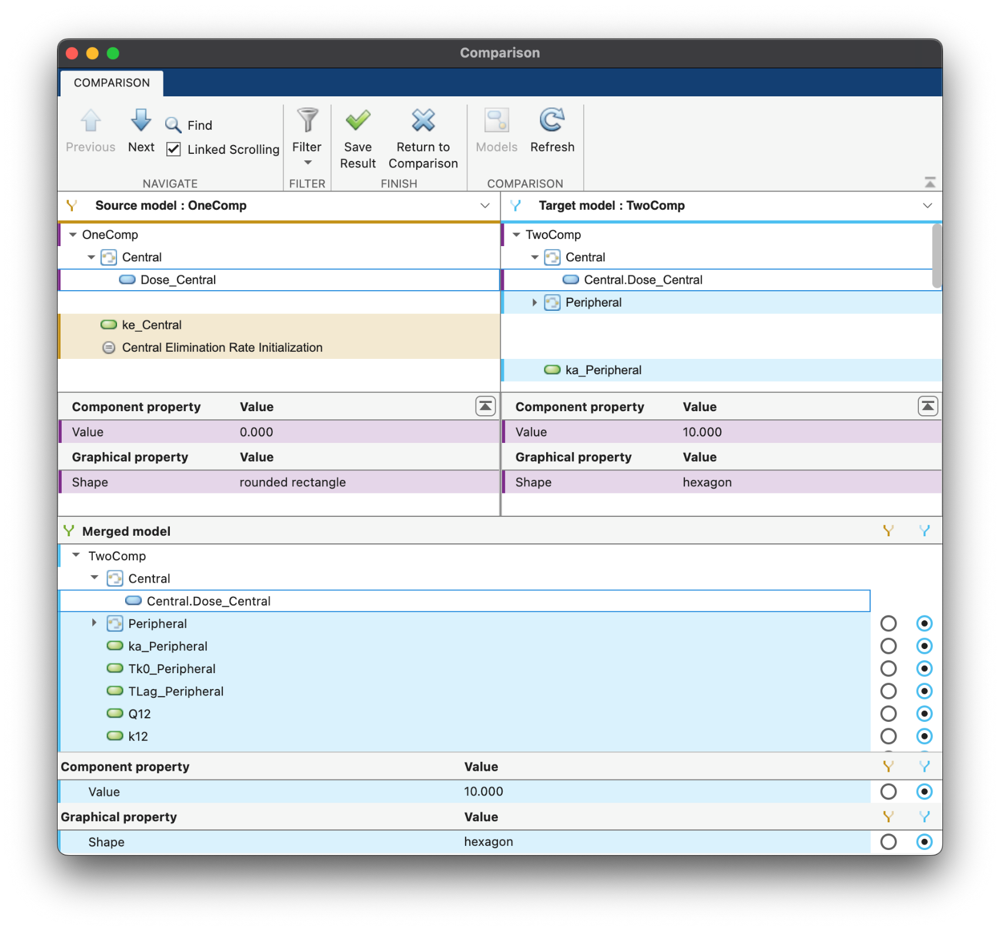 Comparison
COMPARISON
Previous
Next
Find
Linked Scrolling
NAVIGATE
Filter
FILTER
Save Result
Return to Comparison
FINISH
Models
Refresh
COMPARISON
Source model : OneComp
OneComp
Central
Dose_Central
ke_Central
Central Elimination Rate Initialization
Target model : TwoComp
TwoComp
Central
Central.Dose_Central
Peripheral
ka_Peripheral
Component property Value
Value 0.000
Graphical property Value
Shape rounded rectangle
Component property Value
Value 10.000
Graphical property Value
Shape hexagon
Merged model
TwoComp
Central
Central.Dose_Central
Peripheral
ka_Peripheral
Tk0_Peripheral
TLag_Peripheral
Q12
k12
Component property Value
Value 10.000
Graphical property Value
Shape hexagon